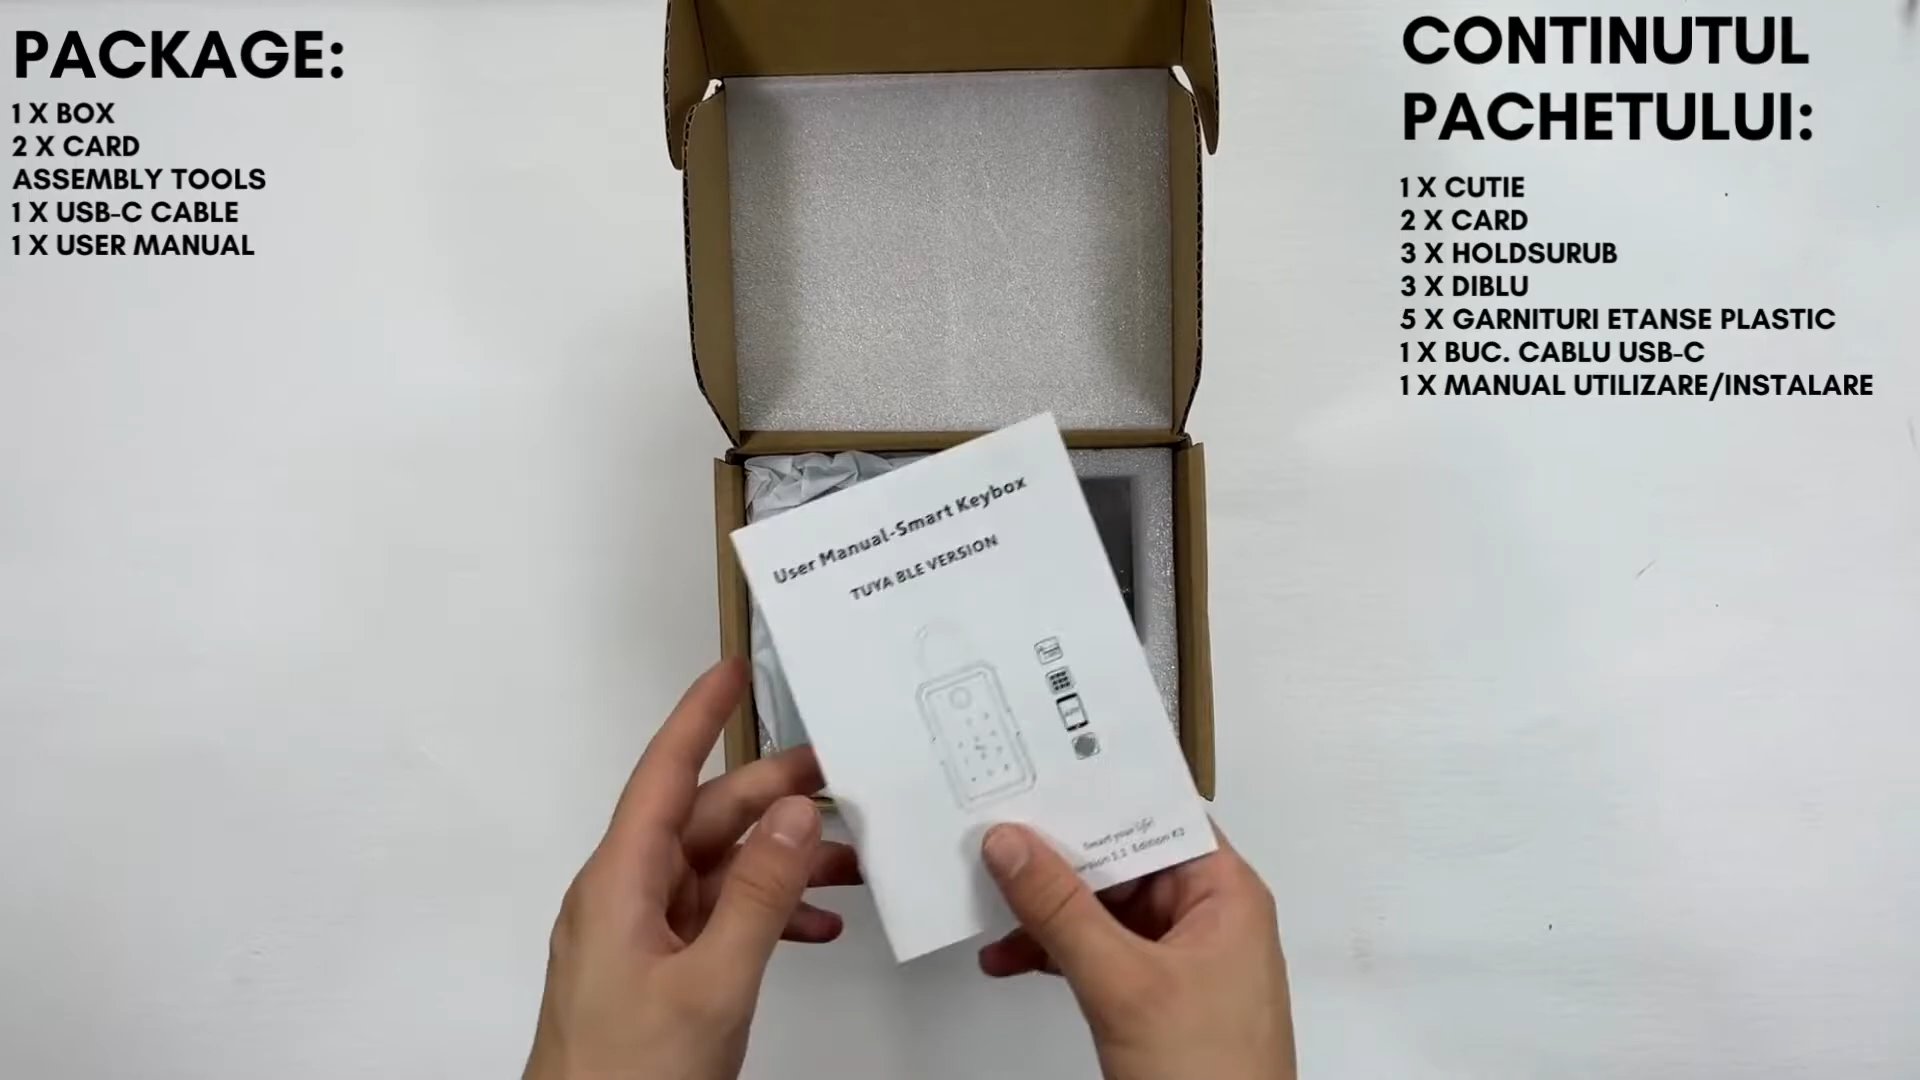 PACKAGE:
1 X BOX
2 X CARD
ASSEMBLY TOOLS
1 X USB-C CABLE
1 X USER MANUAL
CONTINUTUL
PACHETULUI:
1 X CUTIE
2 X CARD
3 X HOLDSURUB
3 X DIBLU
5 X GARNITURI ETANSE PLASTIC
1 X BUC. CABLU USB-C
1 X MANUAL UTILIZARE/INSTALARE
User Manual-Smart Keybox
TUYA BLE VERSION
Smart your life!
Edition